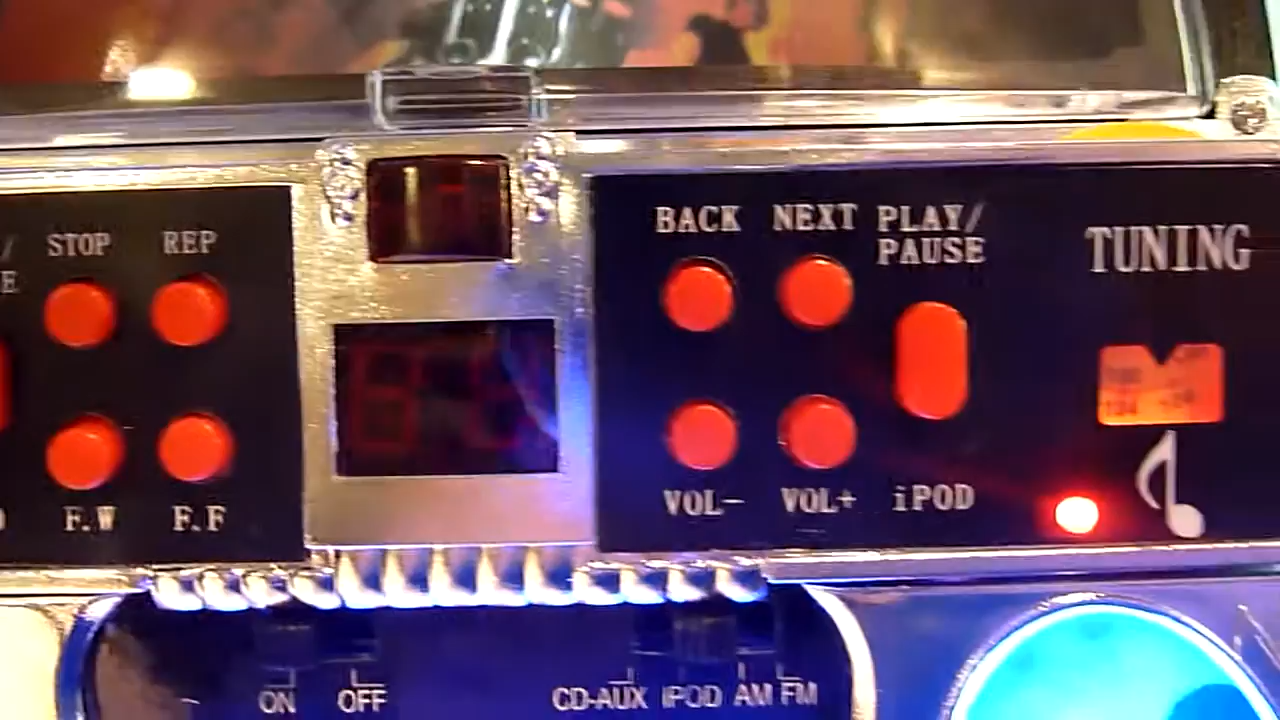 STOP REP
F.W F.F
BACK NEXT PLAY/
PAUSE
VOL- VOL+ iPOD
TUNING
ON OFF
CD-AUX iPOD AM FM